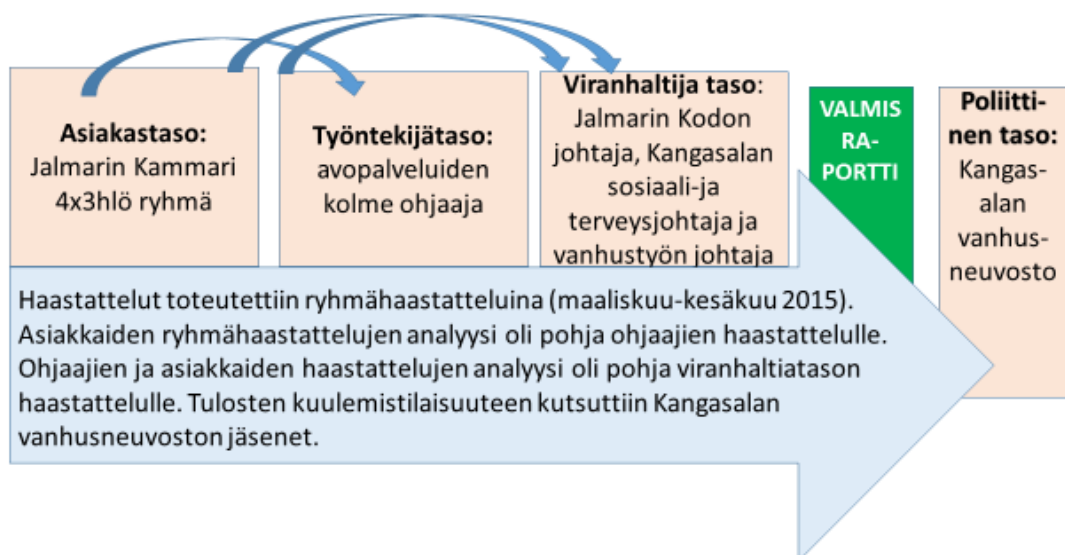 Asiakastaso:
Jalmarin Kammari
4x3hlö ryhmä
Työntekijätaso:
avopalveluiden
kolme ohjaaja
Viranhaltija taso:
Jalmarin Kodon
johtaja, Kangasalan
sosiaali-ja
terveysjohtaja ja
vanhustyön johtaja
VALMIS
RA-
PORTTI
Poliitti-
nen taso:
Kangas-
alan
vanhus-
neuvosto
Haastattelut toteutettiin ryhmähaastatteluina (maaliskuu-kesäkuu 2015).
Asiakkaiden ryhmähaastattelujen analyysi oli pohja ohjaajien haastattelulle.
Ohjaajien ja asiakkaiden haastattelujen analyysi oli pohja viranhaltiatason
haastattelulle. Tulosten kuulemistilaisuuteen kutsuttiin Kangasalan
vanhusneuvoston jäsenet.